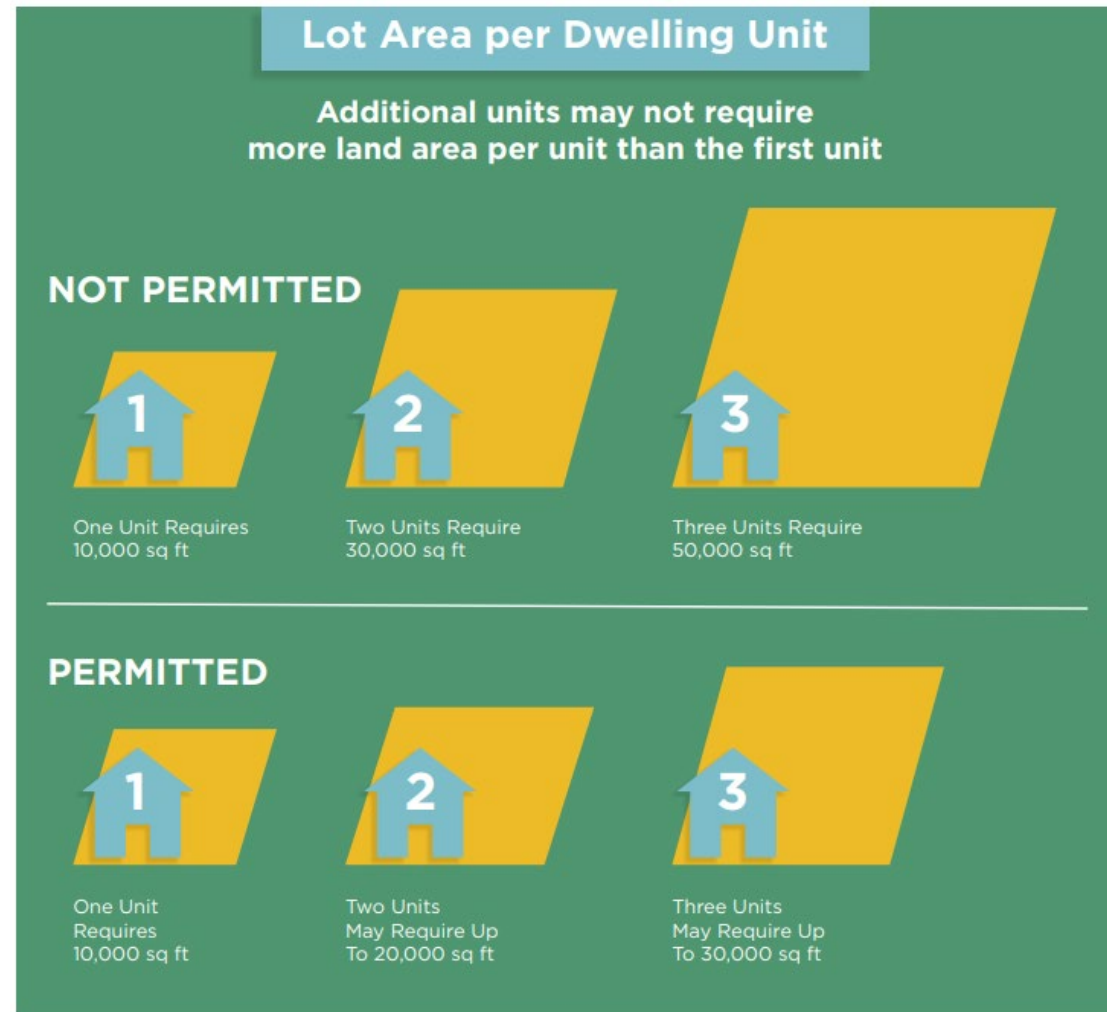 Lot Area per Dwelling Unit
Additional units may not require
more land area per unit than the first unit
NOT PERMITTED
1
2
3
One Unit Requires
10,000 sq ft
Two Units Require
30,000 sq ft
Three Units Require
50,000 sq ft
PERMITTED
1
2
3
One Unit
Requires
10,000 sq ft
Two Units
May Require Up
To 20,000 sq ft
Three Units
May Require Up
To 30,000 sq ft